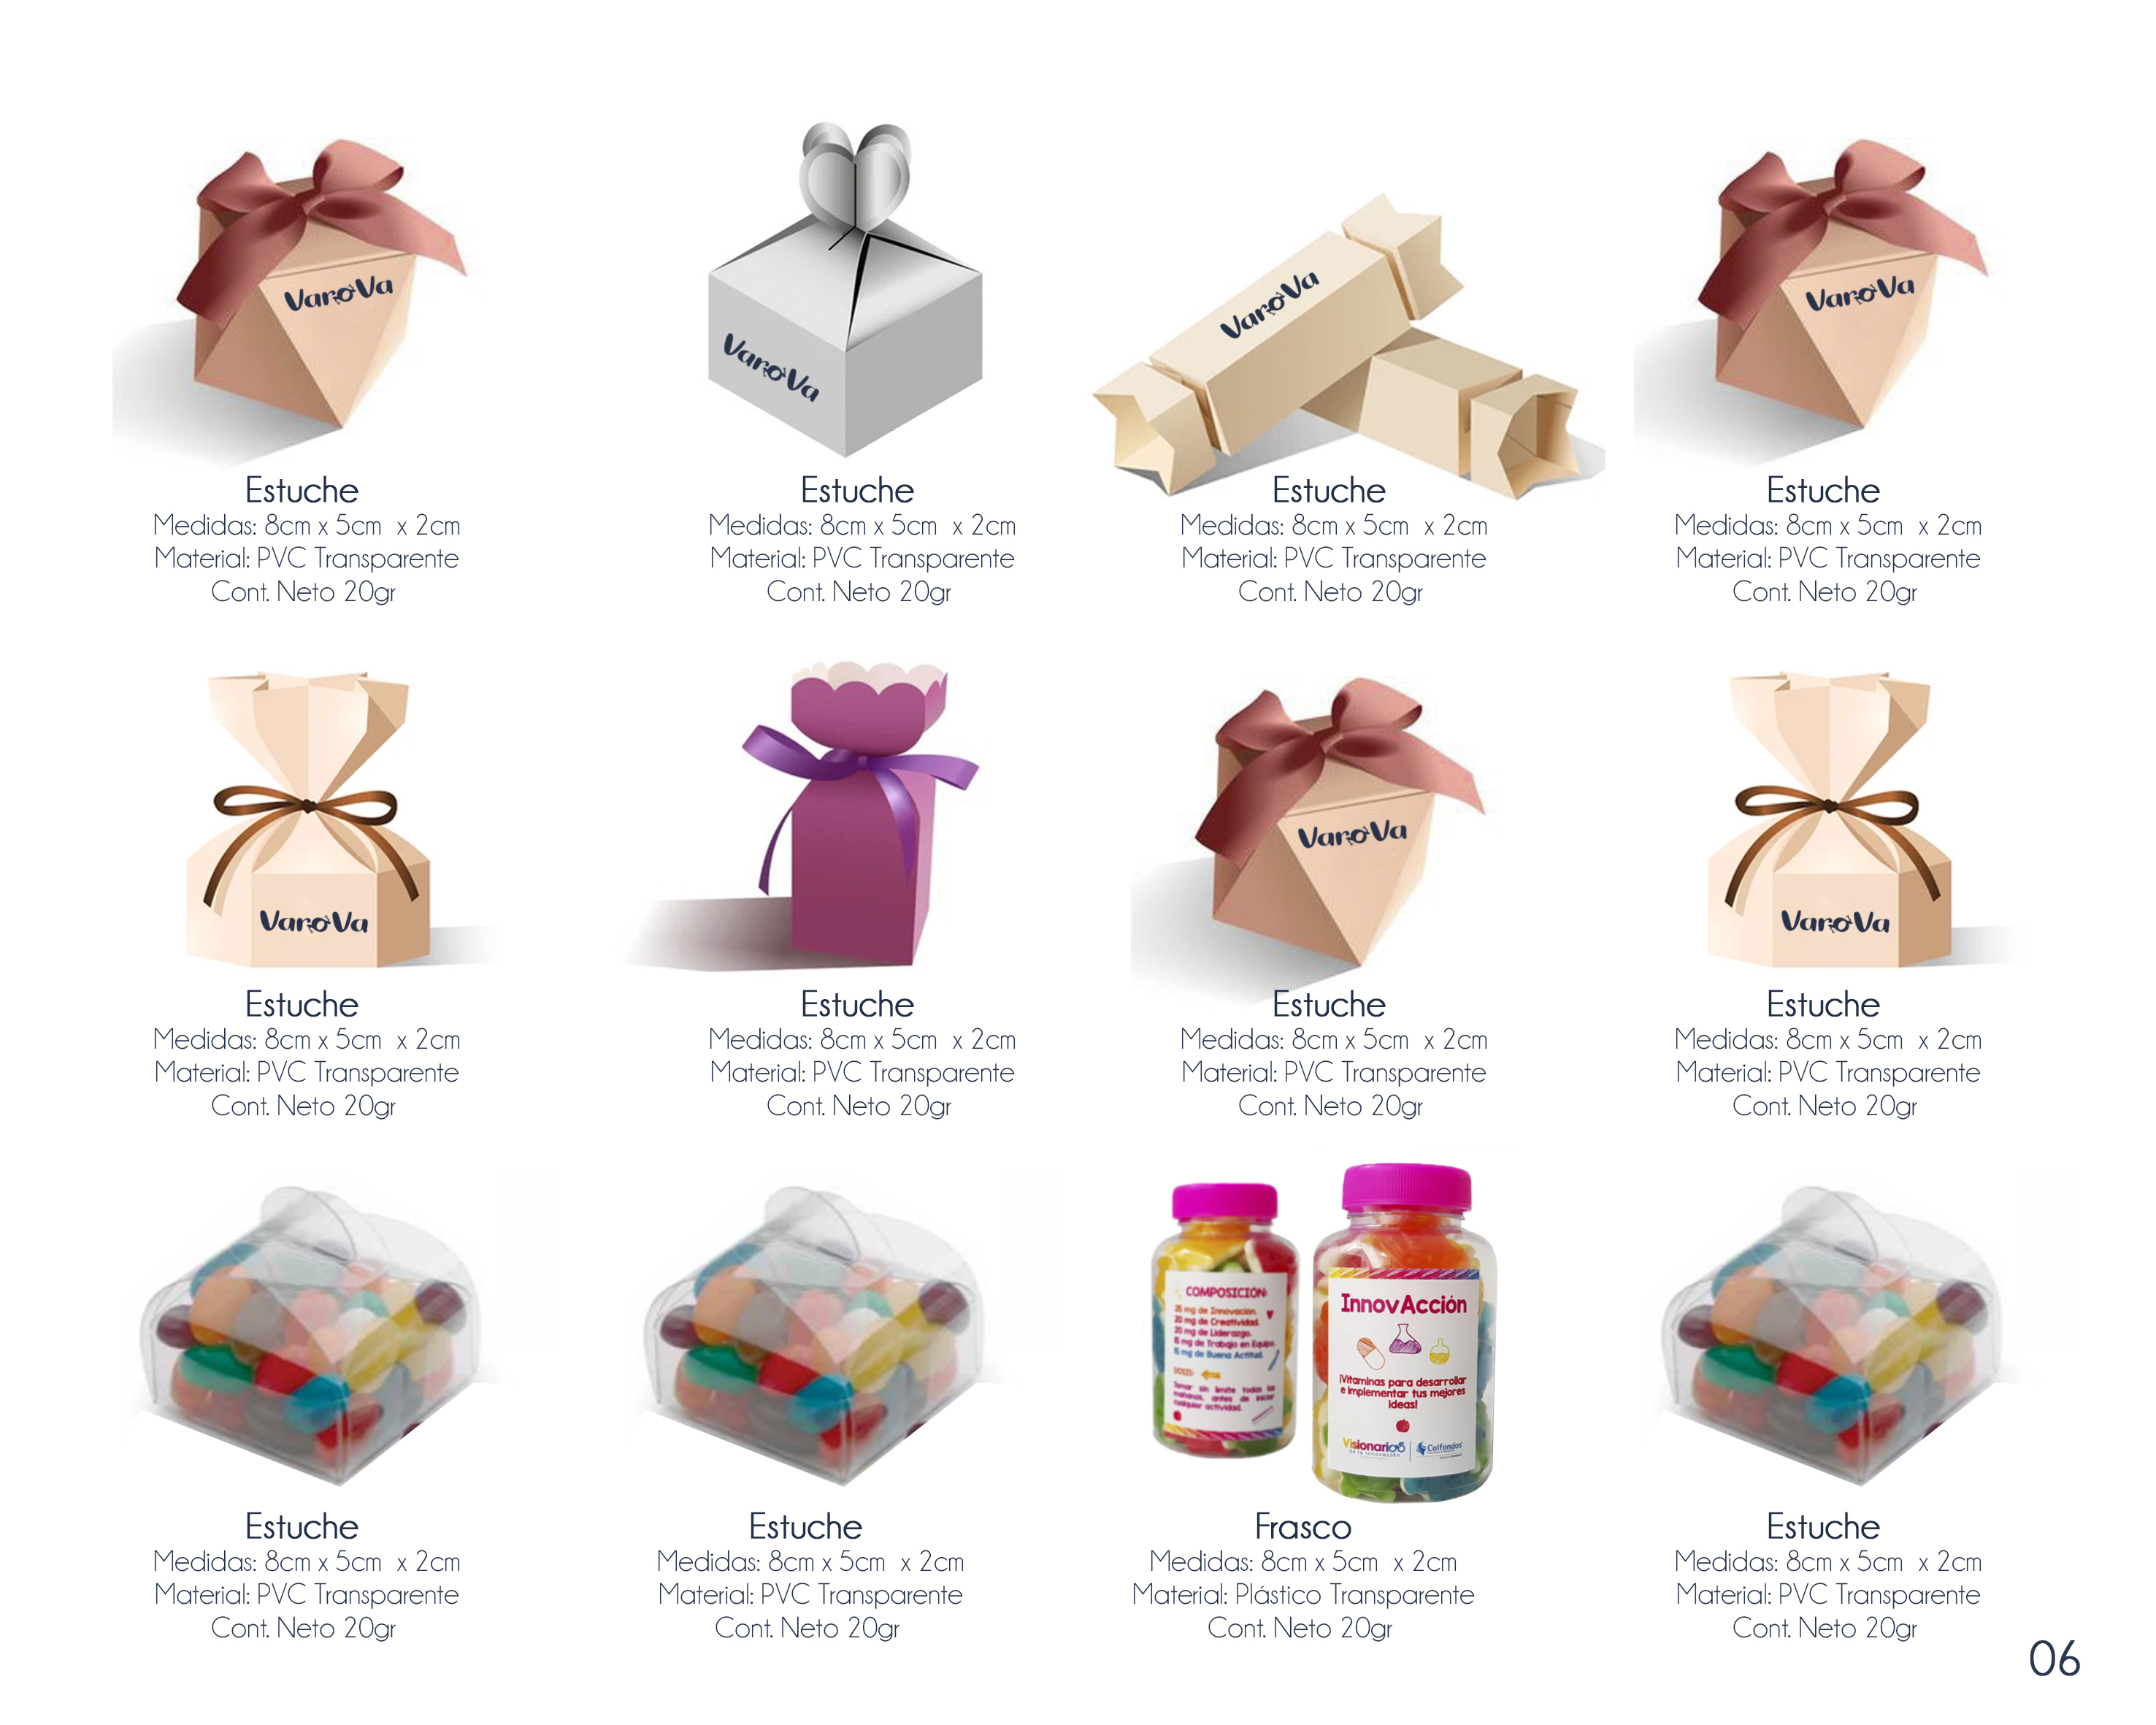 VaroVa
VaroVa
VaroVa
VaroVa
Estuche
Medidas: 8cm x 5cm x 2cm
Material: PVC Transparente
Cont. Neto 20gr
Estuche
Medidas: 8cm x 5cm x 2cm
Material: PVC Transparente
Cont. Neto 20gr
Estuche
Medidas: 8cm x 5cm x 2cm
Material: PVC Transparente
Cont. Neto 20gr
Estuche
Medidas: 8cm x 5cm x 2cm
Material: PVC Transparente
Cont. Neto 20gr
VaroVa
VaroVa
VaroVa
Estuche
Medidas: 8cm x 5cm x 2cm
Material: PVC Transparente
Cont. Neto 20gr
Estuche
Medidas: 8cm x 5cm x 2cm
Material: PVC Transparente
Cont. Neto 20gr
Estuche
Medidas: 8cm x 5cm x 2cm
Material: PVC Transparente
Cont. Neto 20gr
Estuche
Medidas: 8cm x 5cm x 2cm
Material: PVC Transparente
Cont. Neto 20gr
COMPOSICIÓN:
25 mg de Innovacion.
20 mg de Creatividad.
20 mg de Liderazgo.
15 mg de Trabajo en Equipo.
15 mg de Buena Actitud.
DOSIS:
Tomar sin limite todas las
mañanas, antes de iniciar
cualquier actividad.
InnovAcción
¡Vitaminas para desarrollar
e implementar tus mejores
ideas!
Visionarios
de la innovación
Colfondos
Estuche
Medidas: 8cm x 5cm x 2cm
Material: PVC Transparente
Cont. Neto 20gr
Estuche
Medidas: 8cm x 5cm x 2cm
Material: PVC Transparente
Cont. Neto 20gr
Frasco
Medidas: 8cm x 5cm x 2cm
Material: Plástico Transparente
Cont. Neto 20gr
Estuche
Medidas: 8cm x 5cm x 2cm
Material: PVC Transparente
Cont. Neto 20gr
06